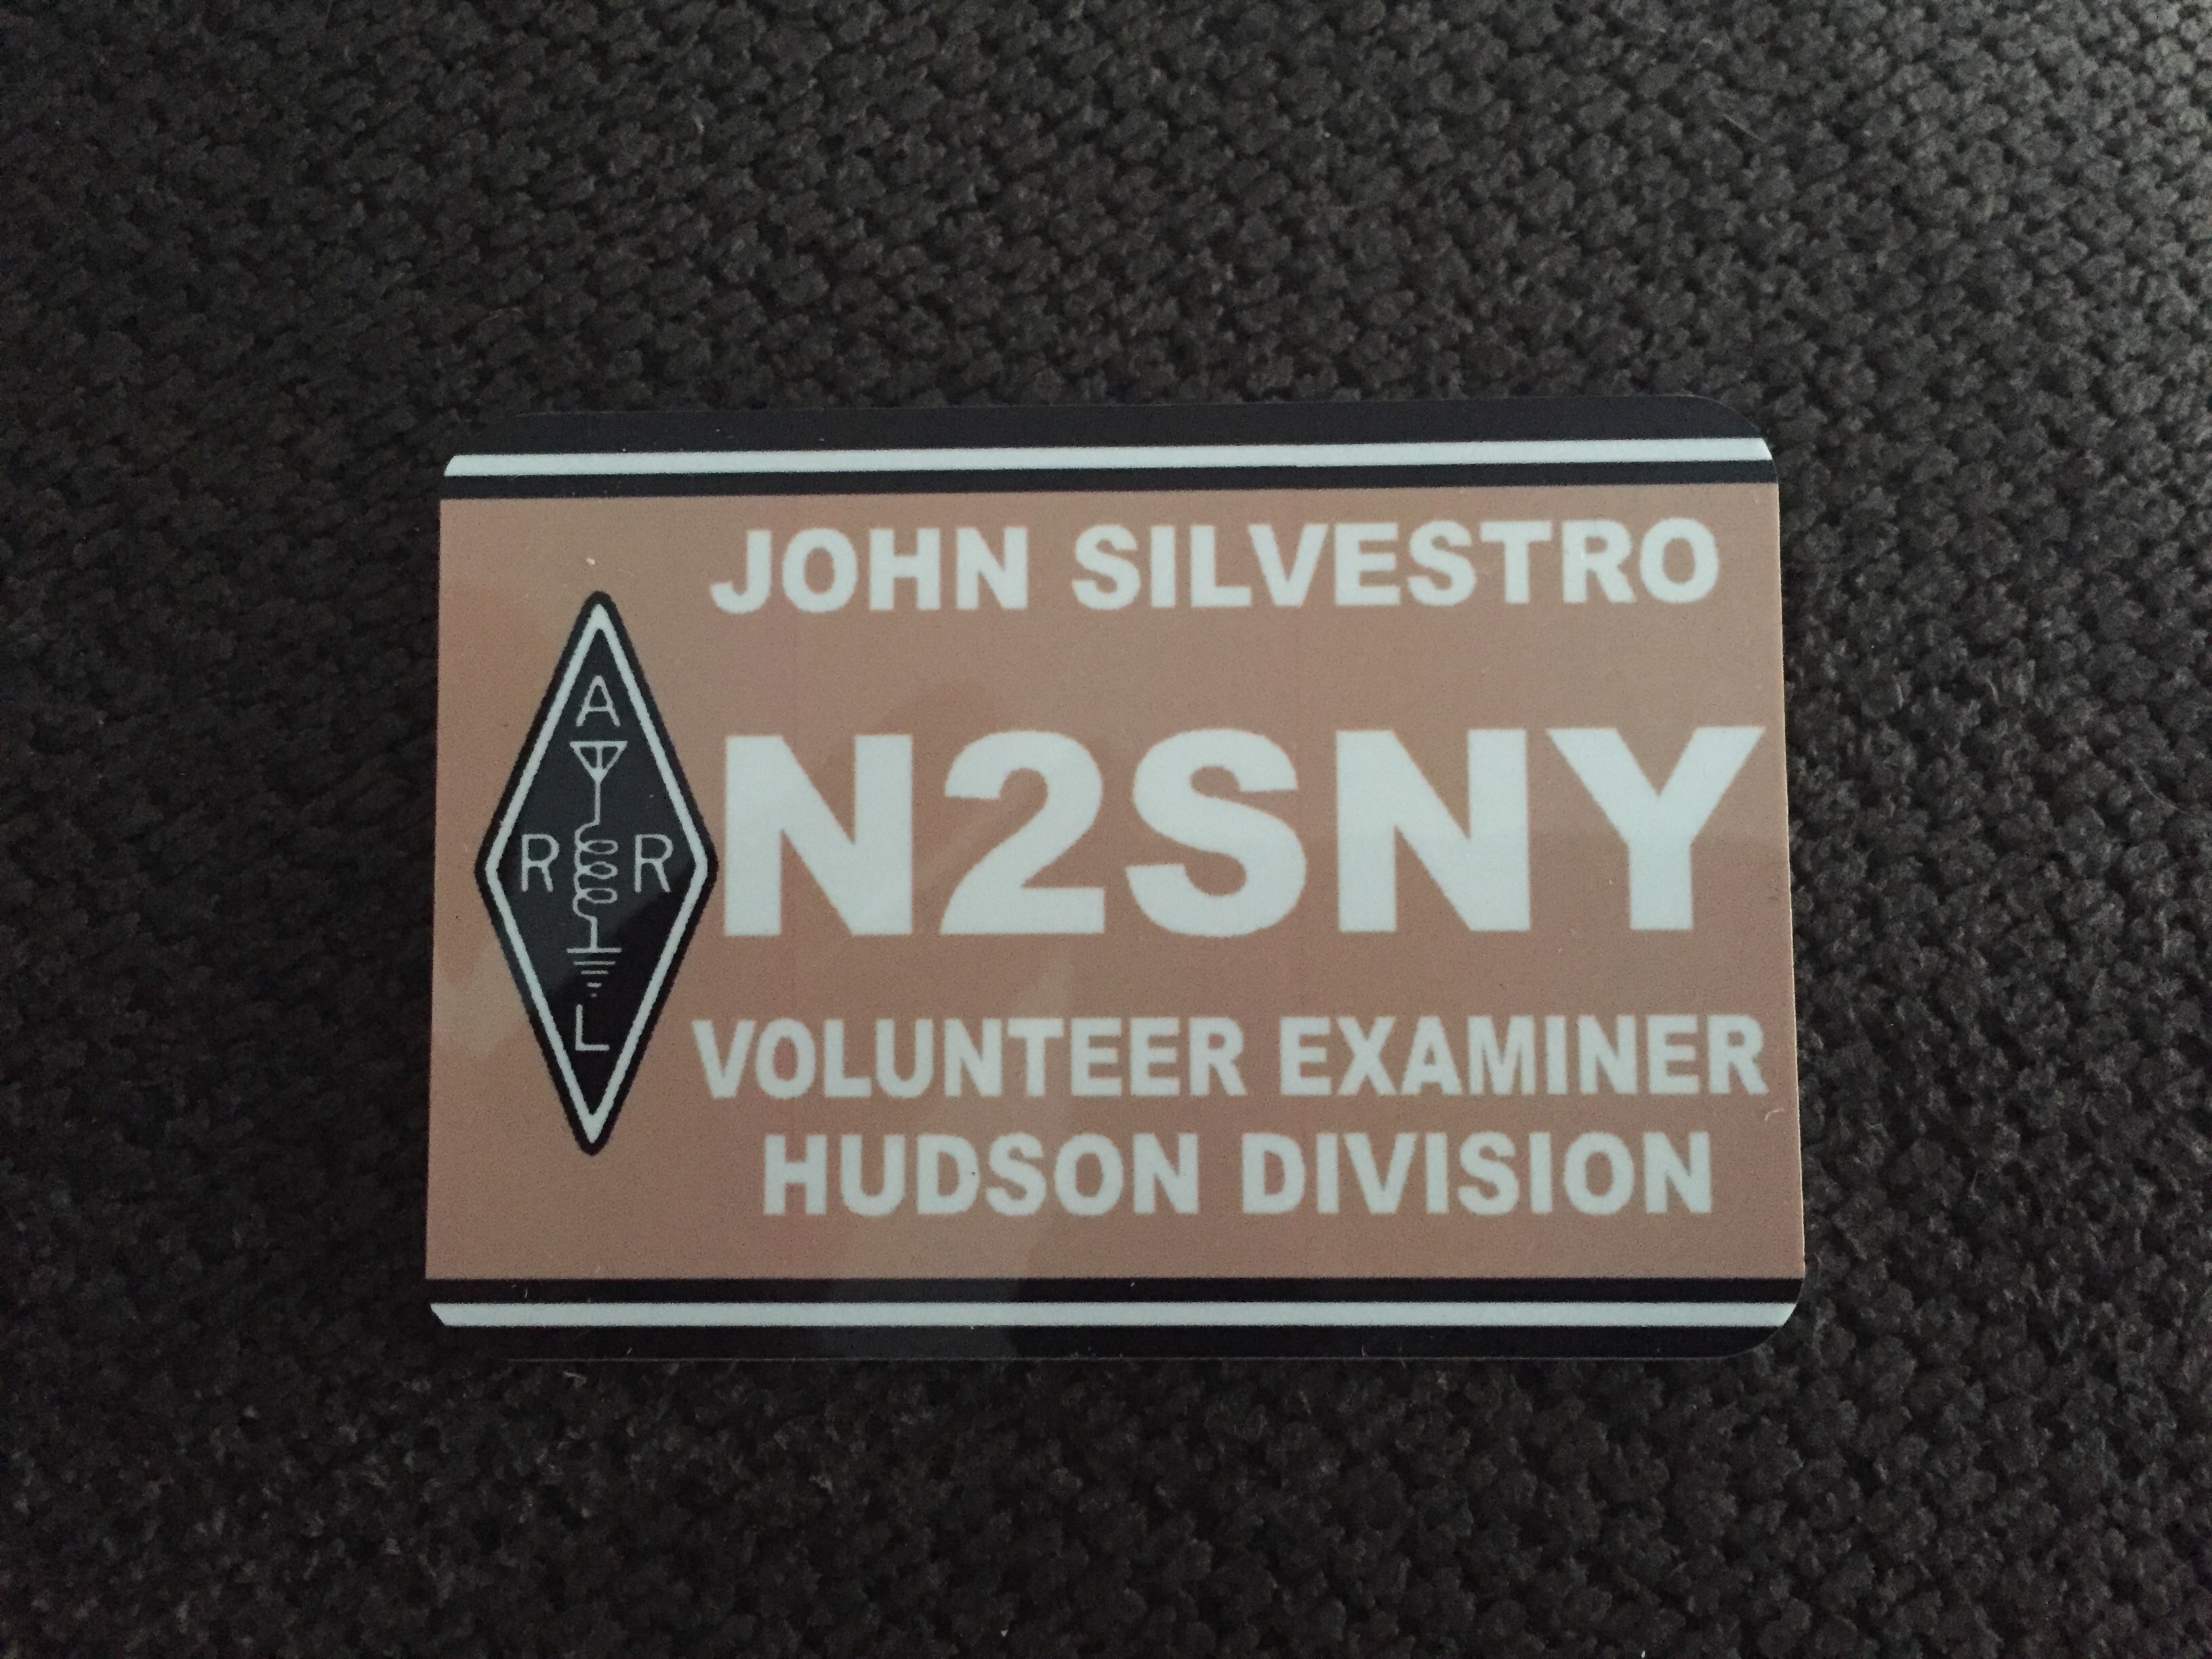 JOHN SILVESTRO
A
R R
L
N2SNY
VOLUNTEER EXAMINER
HUDSON DIVISION